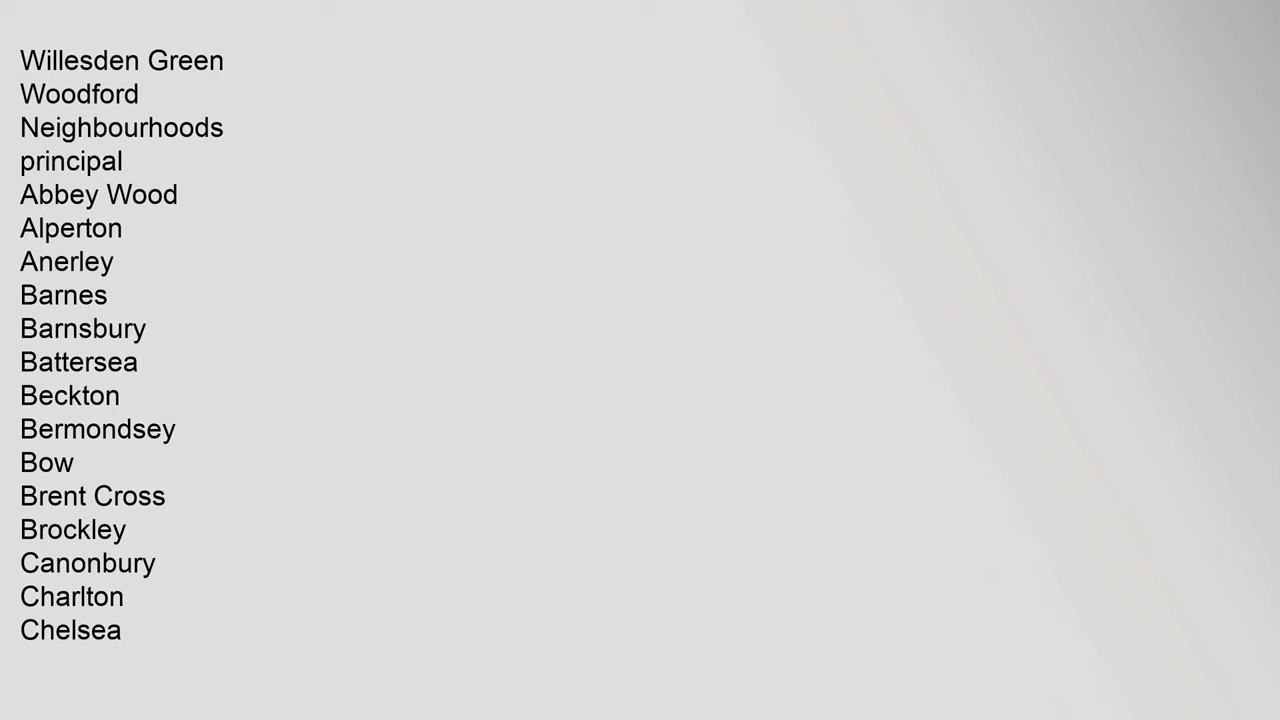 Willesden Green
Woodford
Neighbourhoods
principal
Abbey Wood
Alperton
Anerley
Barnes
Barnsbury
Battersea
Beckton
Bermondsey
Bow
Brent Cross
Brockley
Canonbury
Charlton
Chelsea